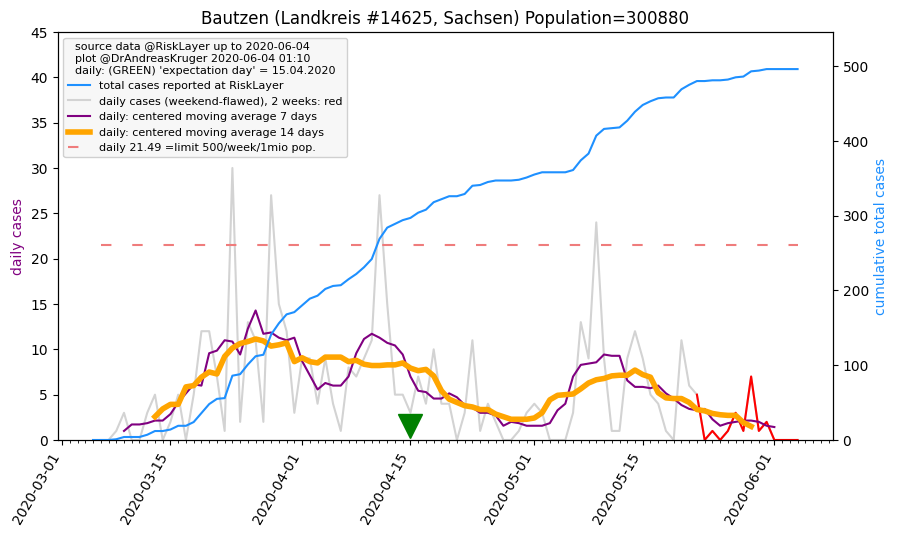 Bautzen (Landkreis #14625, Sachsen) Population=300880
source data @RiskLayer up to 2020-06-04
plot @DrAndreasKruger 2020-06-04 01:10
daily: (GREEN) 'expectation day' = 15.04.2020
total cases reported at RiskLayer
daily cases (weekend-flawed), 2 weeks: red
daily: centered moving average 7 days
daily: centered moving average 14 days
daily 21.49 =limit 500/week/1mio pop.
daily cases
45
40
35
30
25
20
15
10
5
0
cumulative total cases
500
400
300
200
100
0
2020-03-01
2020-03-15
2020-04-01
2020-04-15
2020-05-01
2020-05-15
2020-06-01